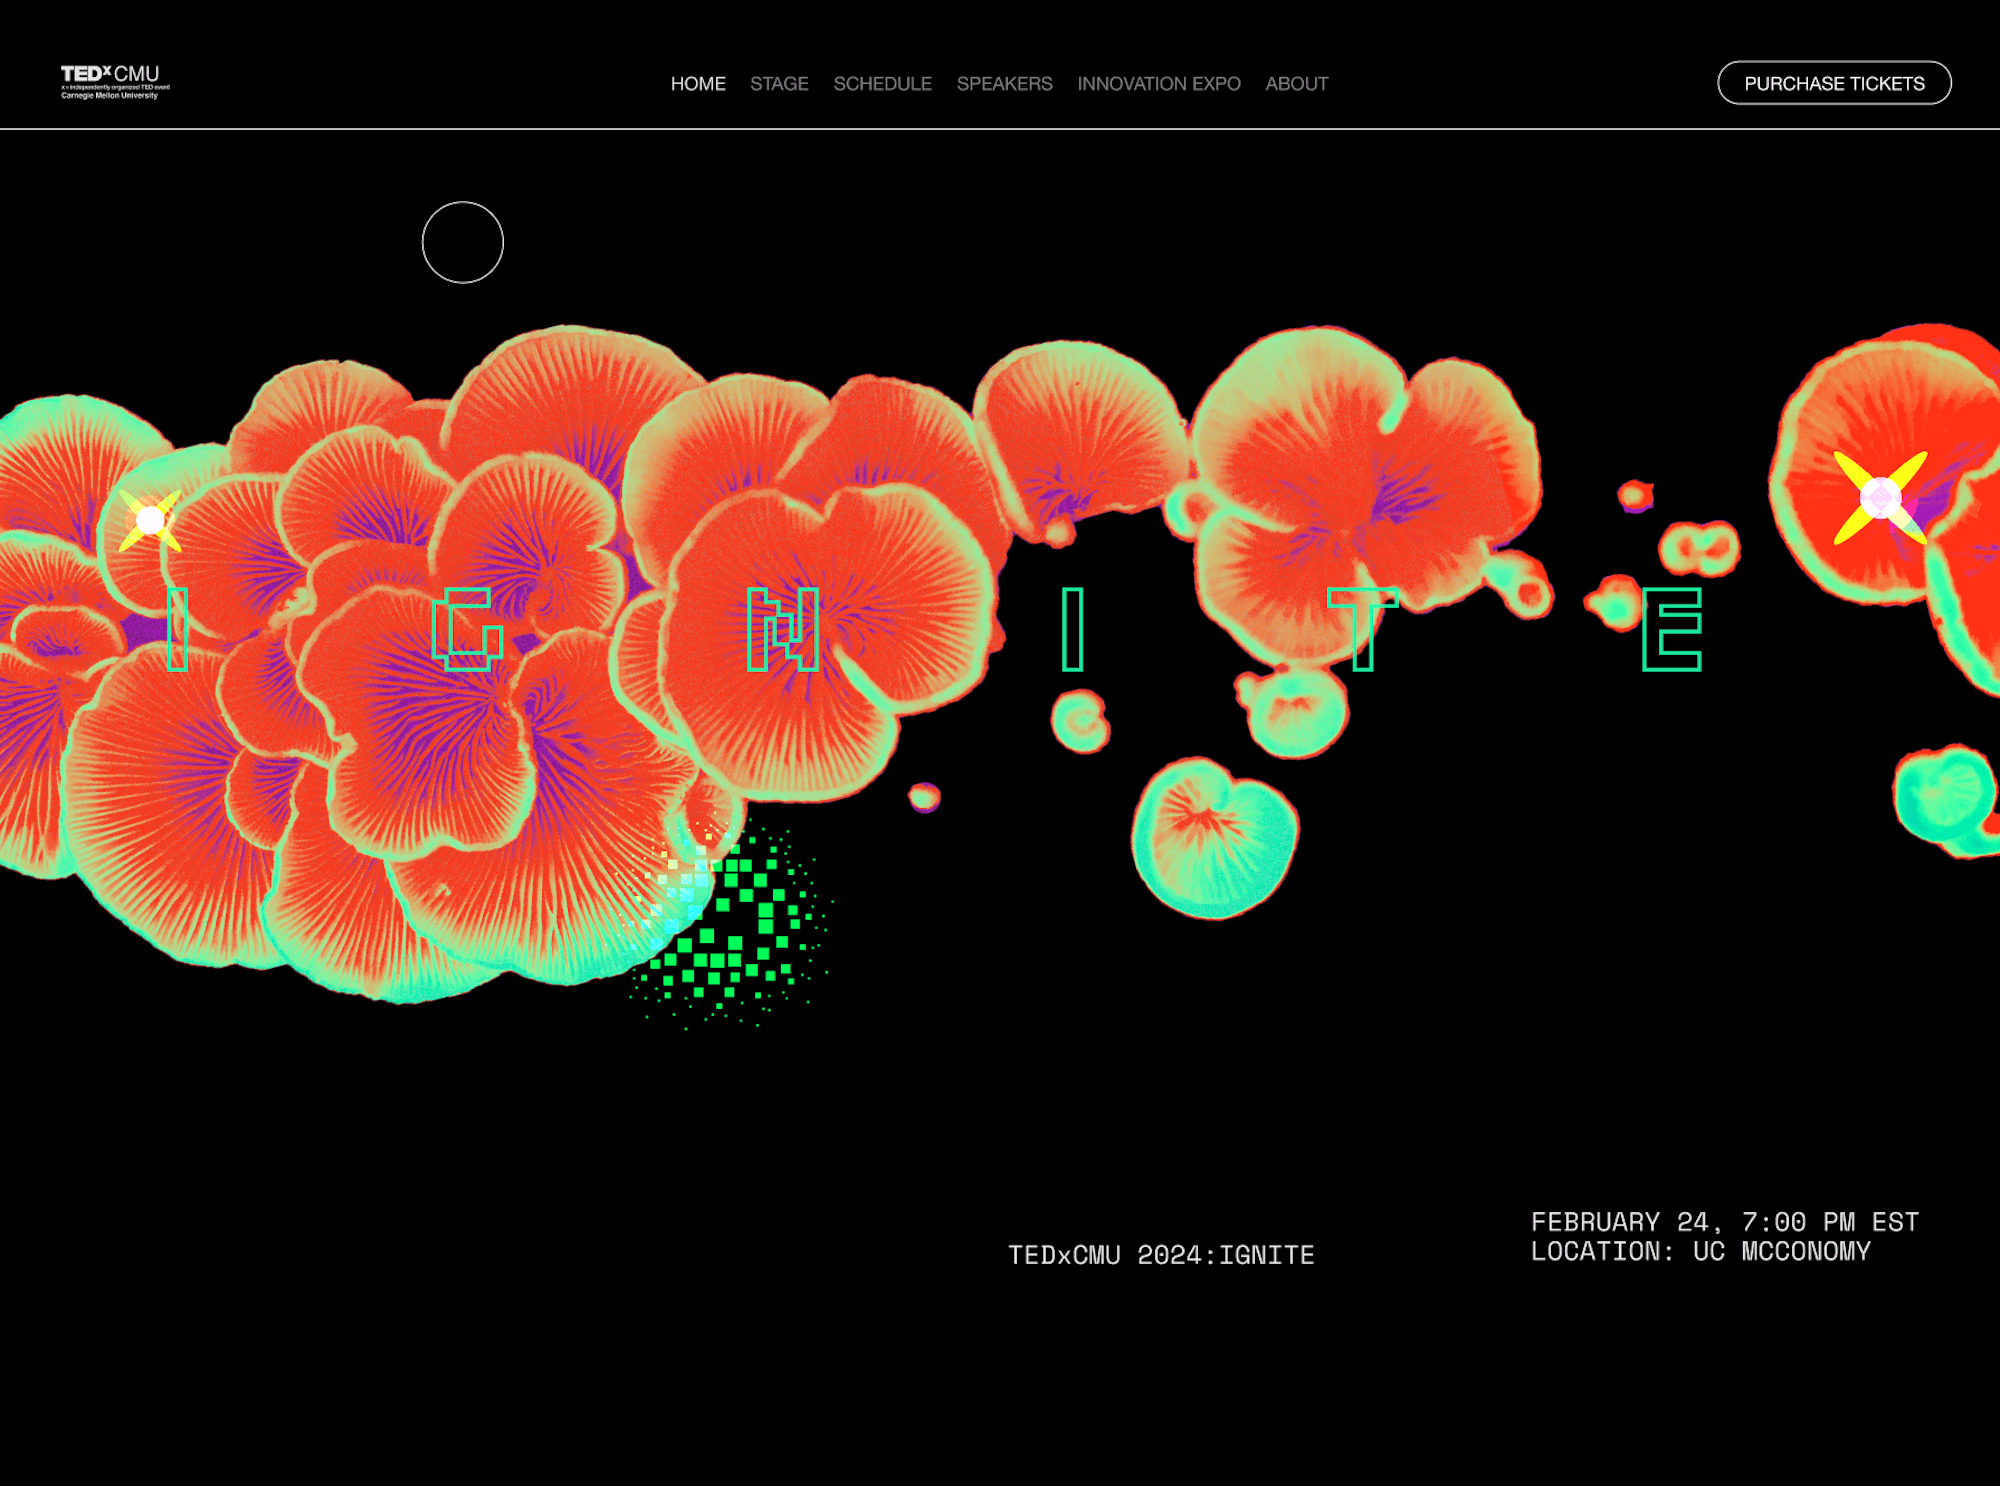 TEDxCMU
x = independently organized TED event
Carnegie Mellon University
HOME STAGE SCHEDULE SPEAKERS INNOVATION EXPO ABOUT
PURCHASE TICKETS
IGNITE
TEDxCMU 2024:IGNITE
FEBRUARY 24, 7:00 PM EST
LOCATION: UC MCCONOMY